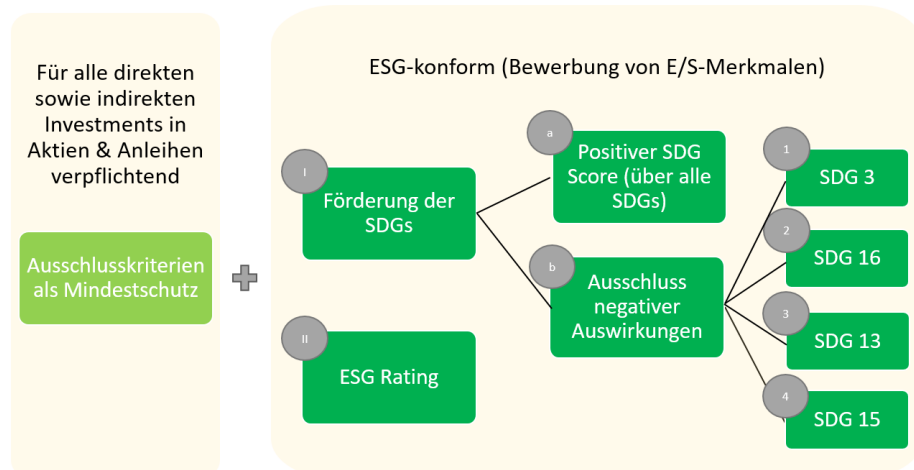 Für alle direkten
sowie indirekten
Investments in
Aktien & Anleihen
verpflichtend
Ausschlusskriterien
als Mindestschutz
ESG-konform (Bewerbung von E/S-Merkmalen)
I
Förderung der
SDGs
II
ESG Rating
a
Positiver SDG
Score (über alle
SDGs)
b
Ausschluss
negativer
Auswirkungen
1
SDG 3
2
SDG 16
3
SDG 13
4
SDG 15